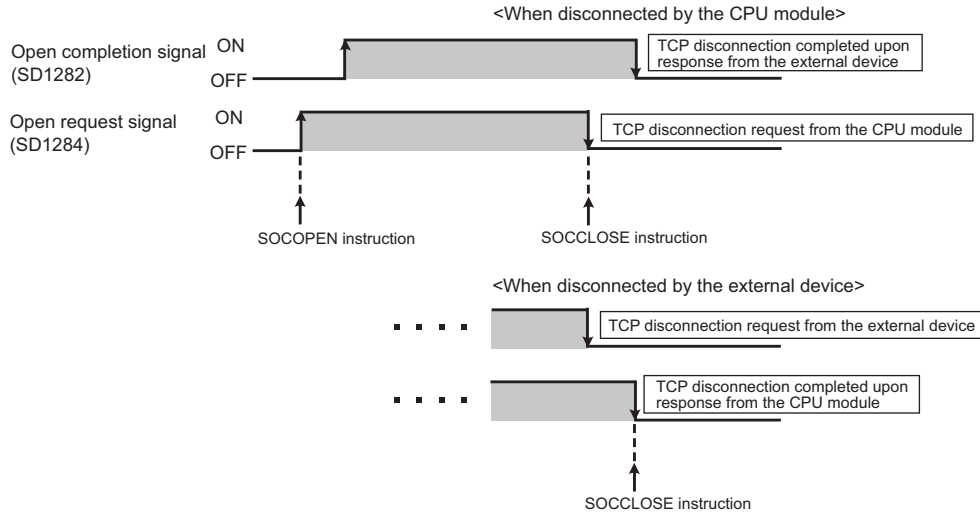 <When disconnected by the CPU module>
Open completion signal
(SD1282)
ON
OFF
TCP disconnection completed upon
response from the external device
Open request signal
(SD1284)
ON
OFF
TCP disconnection request from the CPU module
SOCOPEN instruction
SOCCLOSE instruction
<When disconnected by the external device>
TCP disconnection request from the external device
TCP disconnection completed upon
response from the CPU module
SOCCLOSE instruction